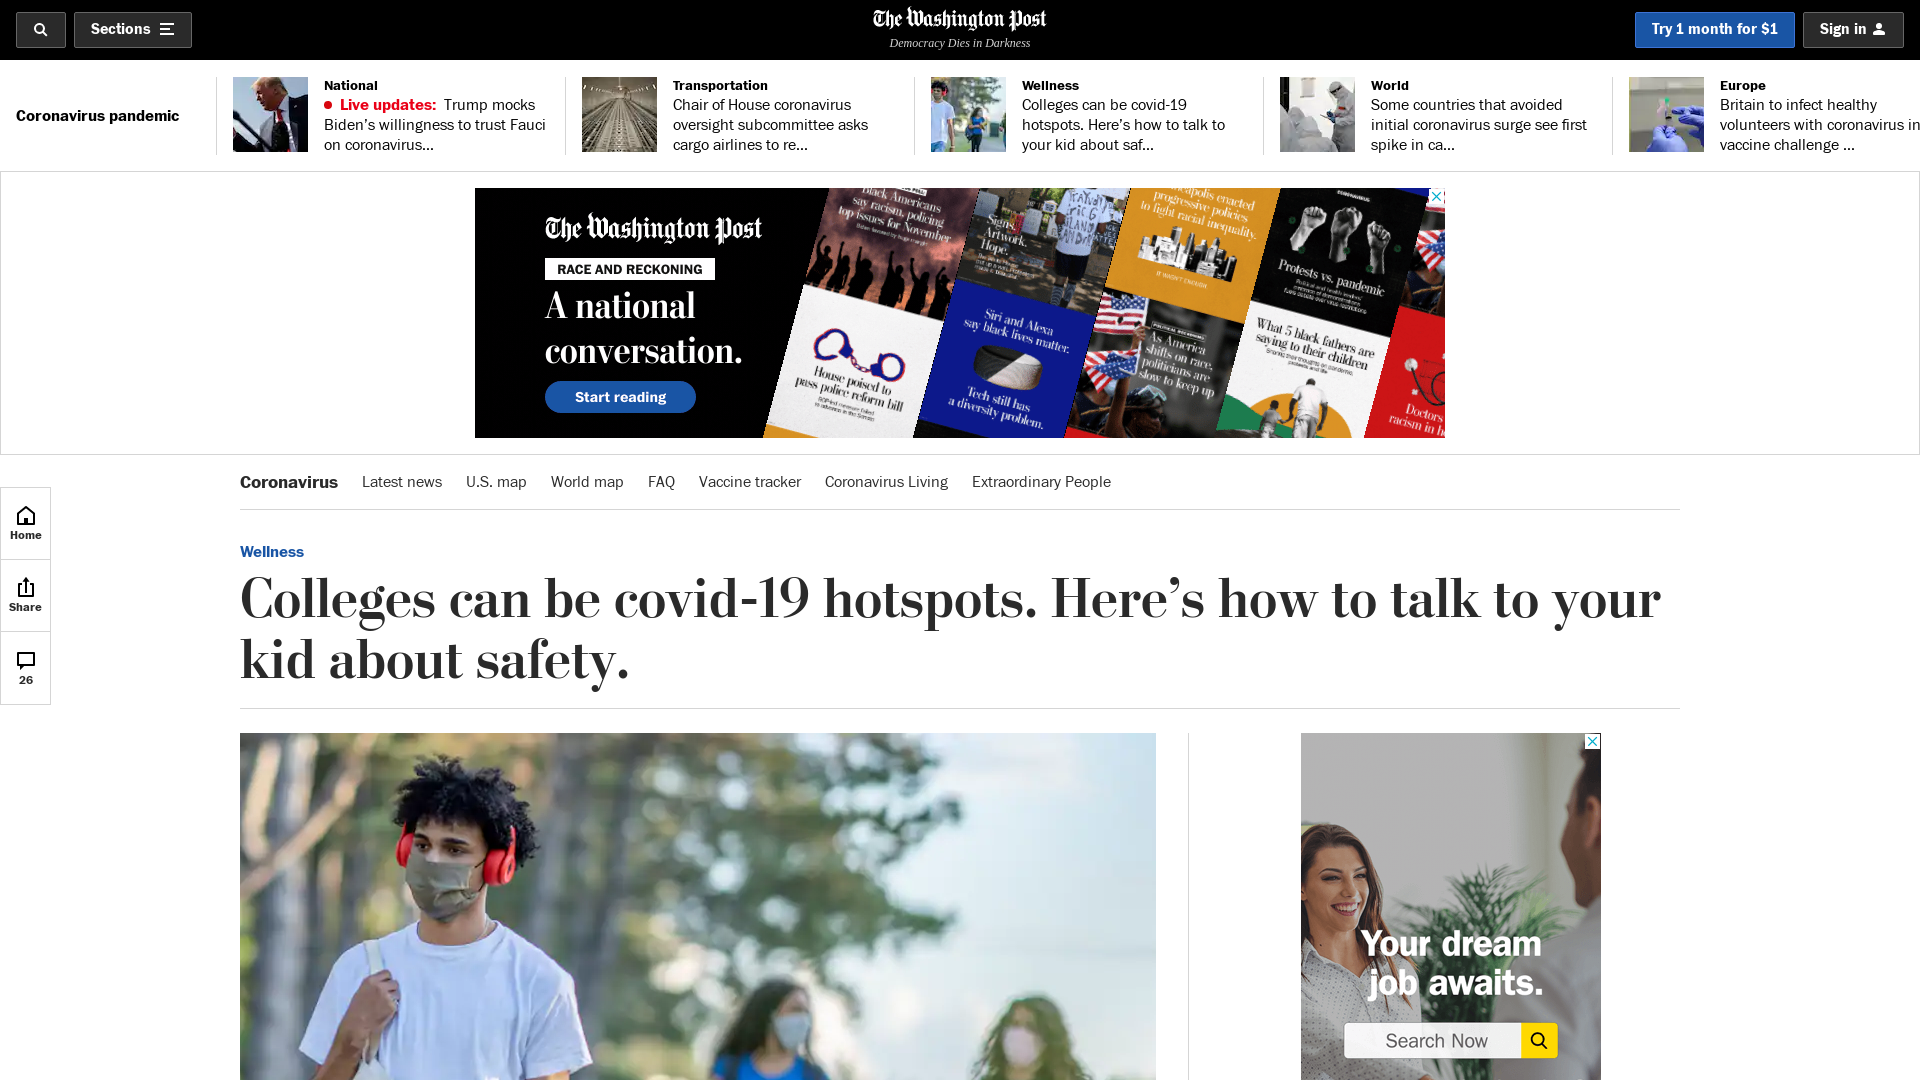 Sections
The Washington Post
Democracy Dies in Darkness
Try 1 month for $1
Sign in
Coronavirus pandemic
National
Live updates: Trump mocks
Biden’s willingness to trust Fauci
on coronavirus...
Transportation
Chair of House coronavirus
oversight subcommittee asks
cargo airlines to re...
Wellness
Colleges can be covid-19
hotspots. Here’s how to talk to
your kid about saf...
World
Some countries that avoided
initial coronavirus surge see first
spike in ca...
Europe
Britain to infect healthy
volunteers with coronavirus in
vaccine challenge ...
The Washington Post
RACE AND RECKONING
A national
conversation.
Start reading
Black Americans
say racism, policing
top issues for November
Signs.
Artwork.
Hope.
enacted
progressive policies
to fight racial inequality.
IT WASN'T ENOUGH
Protests vs. pandemic
House poised to
pass police reform bill
Siri and Alexa
say black lives matter.
Tech still has
a diversity problem.
As America
shifts on race,
politicians are
slow to keep up
What 5 black fathers are
saying to their children
Doctors
racism in
Coronavirus
Latest news
U.S. map
World map
FAQ
Vaccine tracker
Coronavirus Living
Extraordinary People
Home
Share
26
Wellness
Colleges can be covid-19 hotspots. Here’s how to talk to your
kid about safety.
Your dream
job awaits.
Search Now